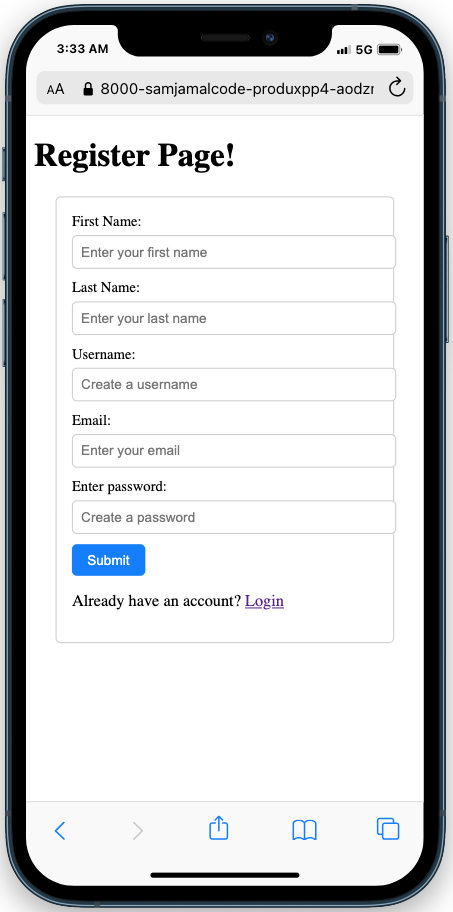 3:33 AM
5G
AA 8000-samjamalcode-produxpp4-aodzr
Register Page!
First Name:
Enter your first name
Last Name:
Enter your last name
Username:
Create a username
Email:
Enter your email
Enter password:
Create a password
Submit
Already have an account? Login